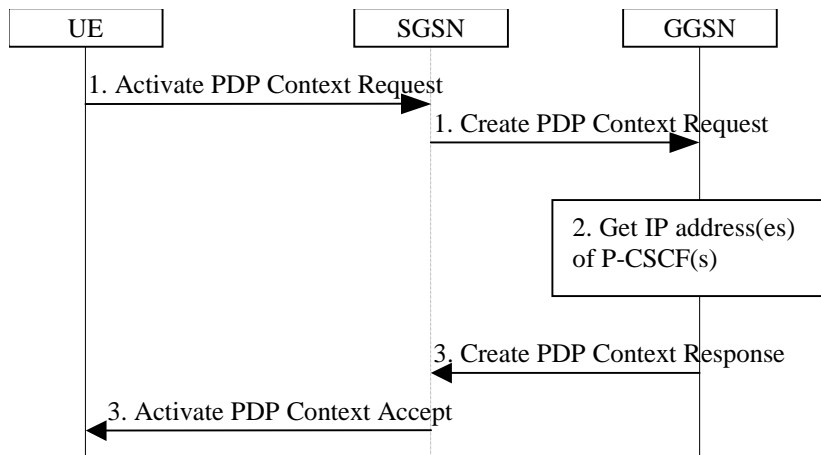 UE
SGSN
GGSN
1. Activate PDP Context Request
1. Create PDP Context Request
2. Get IP address(es)
of P-CSCF(s)
3. Create PDP Context Response
3. Activate PDP Context Accept